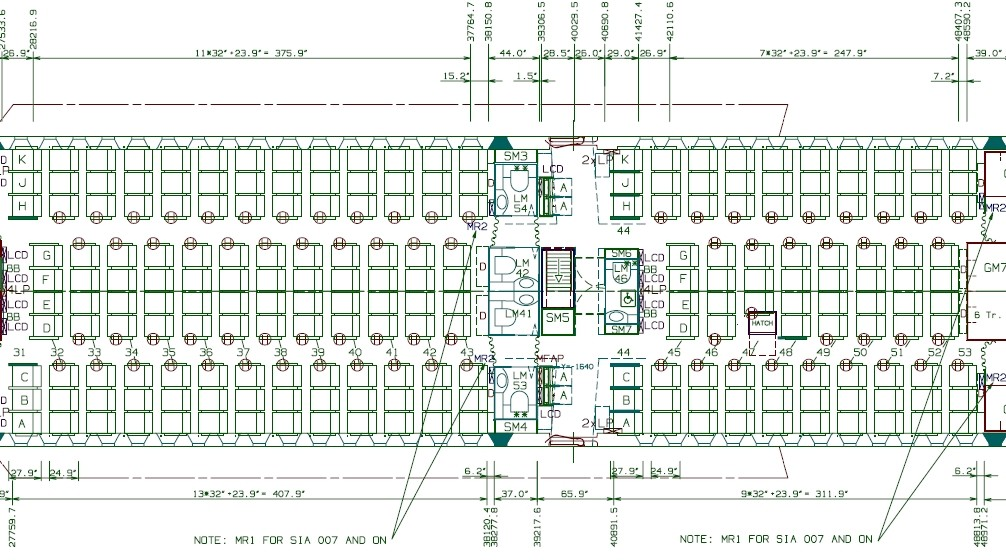 27533.6
28216.9
37764.7
38150.8
39306.5
40029.5
40690.8
41427.4
42110.6
48407.3
48590.2
26.9"
11*32" +23.9"= 375.9"
44.0"
28.5"
26.0"
29.0"
26.9"
7*32" +23.9"= 247.9"
39.0
15.2"
1.5"
7.2"
K
J
H
SM3
LM
54
LCD
A
A
2xLP
K
J
H
D
44
MR2
MR2
G
F
E
D
LCD
BB
LCD
4LP
LCD
BB
LCD
D
D
LM
42
LM41
SM5
SM6
LM
46
SM7
LCD
BB
LCD
4LP
LCD
BB
LCD
G
F
E
D
HATCH
GM7
6 Tr.
31 32 33 34 35 36 37 38 39 40 41 42 43
44
45 46 47 48 49 50 51 52 53
MR2
MFAP
Y=-1640
C
B
A
LM
53
SM4
LCD
A
A
2xLP
C
B
A
MR2
27.9"
24.9"
6.2"
27.9"
24.9"
6.2"
13*32" +23.9"= 407.9"
37.0"
65.9"
9*32" +23.9"= 311.9"
27759.7
38120.4
38277.8
39217.6
40891.5
48813.8
48971.2
NOTE: MR1 FOR SIA 007 AND ON
NOTE: MR1 FOR SIA 007 AND ON